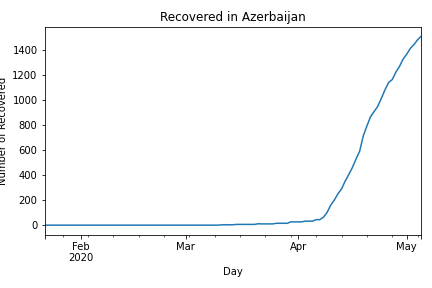 Recovered in Azerbaijan
Number of Recovered
1400
1200
1000
800
600
400
200
0
Feb
2020
Mar
Apr
May
Day